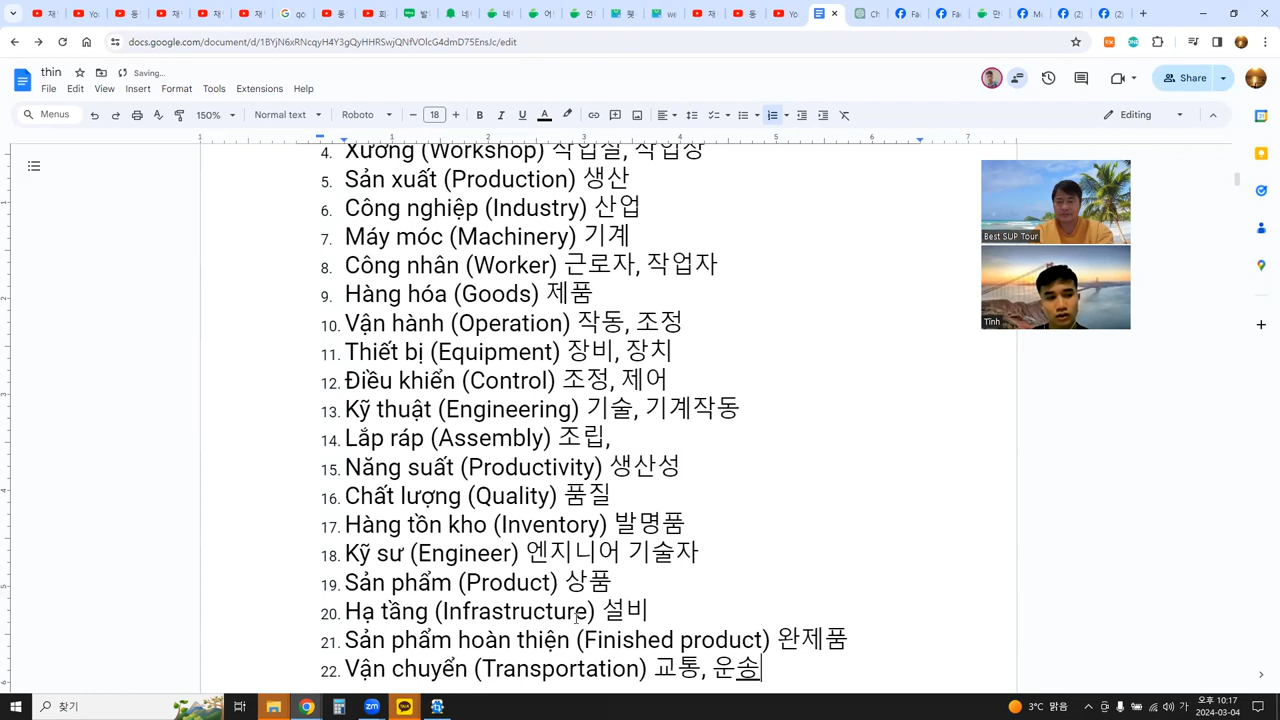 docs.google.com/document/d/1BYjN6xRNcqyH4Y3gQyHHRSwjQNfVOlcG4dmD75EnsJc/edit
thin
Saving...
File Edit View Insert Format Tools Extensions Help
Share
Menus
150%
Normal text
Roboto
18
Editing
4. Xưởng (Workshop) 작업실, 작업장
5. Sản xuất (Production) 생산
6. Công nghiệp (Industry) 산업
7. Máy móc (Machinery) 기계
8. Công nhân (Worker) 근로자, 작업자
9. Hàng hóa (Goods) 제품
10. Vận hành (Operation) 작동, 조정
11. Thiết bị (Equipment) 장비, 장치
12. Điều khiển (Control) 조정, 제어
13. Kỹ thuật (Engineering) 기술, 기계작동
14. Lắp ráp (Assembly) 조립,
15. Năng suất (Productivity) 생산성
16. Chất lượng (Quality) 품질
17. Hàng tồn kho (Inventory) 발명품
18. Kỹ sư (Engineer) 엔지니어 기술자
19. Sản phẩm (Product) 상품
20. Hạ tầng (Infrastructure) 설비
21. Sản phẩm hoàn thiện (Finished product) 완제품
22. Vận chuyển (Transportation) 교통, 운송
Best SUP Tour
Tĩnh
찾기
3°C 맑음
오후 10:17
2024-03-04